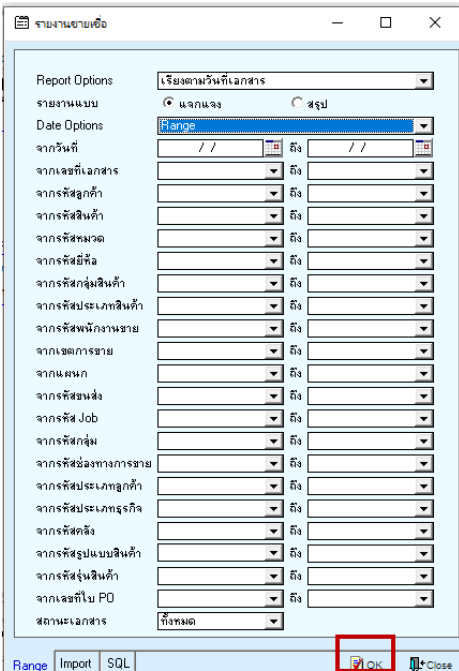 รายงานขายเชื่อ
Report Options เรียงตามวันที่เอกสาร
รายงานแบบ แจกแจง สรุป
Date Options Range
จากวันที่ / / ถึง / /
จากเลขที่เอกสาร ถึง
จากรหัสลูกค้า ถึง
จากรหัสสินค้า ถึง
จากรหัสหมวด ถึง
จากรหัสยี่ห้อ ถึง
จากรหัสกลุ่มสินค้า ถึง
จากรหัสประเภทสินค้า ถึง
จากรหัสพนักงานขาย ถึง
จากเขตการขาย ถึง
จากแผนก ถึง
จากรหัสขนส่ง ถึง
จากรหัส Job ถึง
จากรหัสกลุ่ม ถึง
จากรหัสช่องทางการขาย ถึง
จากรหัสประเภทลูกค้า ถึง
จากรหัสประเภทธุรกิจ ถึง
จากรหัสคลัง ถึง
จากรหัสรูปแบบสินค้า ถึง
จากรหัสรุ่นสินค้า ถึง
จากเลขที่ใบ PO ถึง
สถานะเอกสาร ทั้งหมด
Range Import SQL OK Close